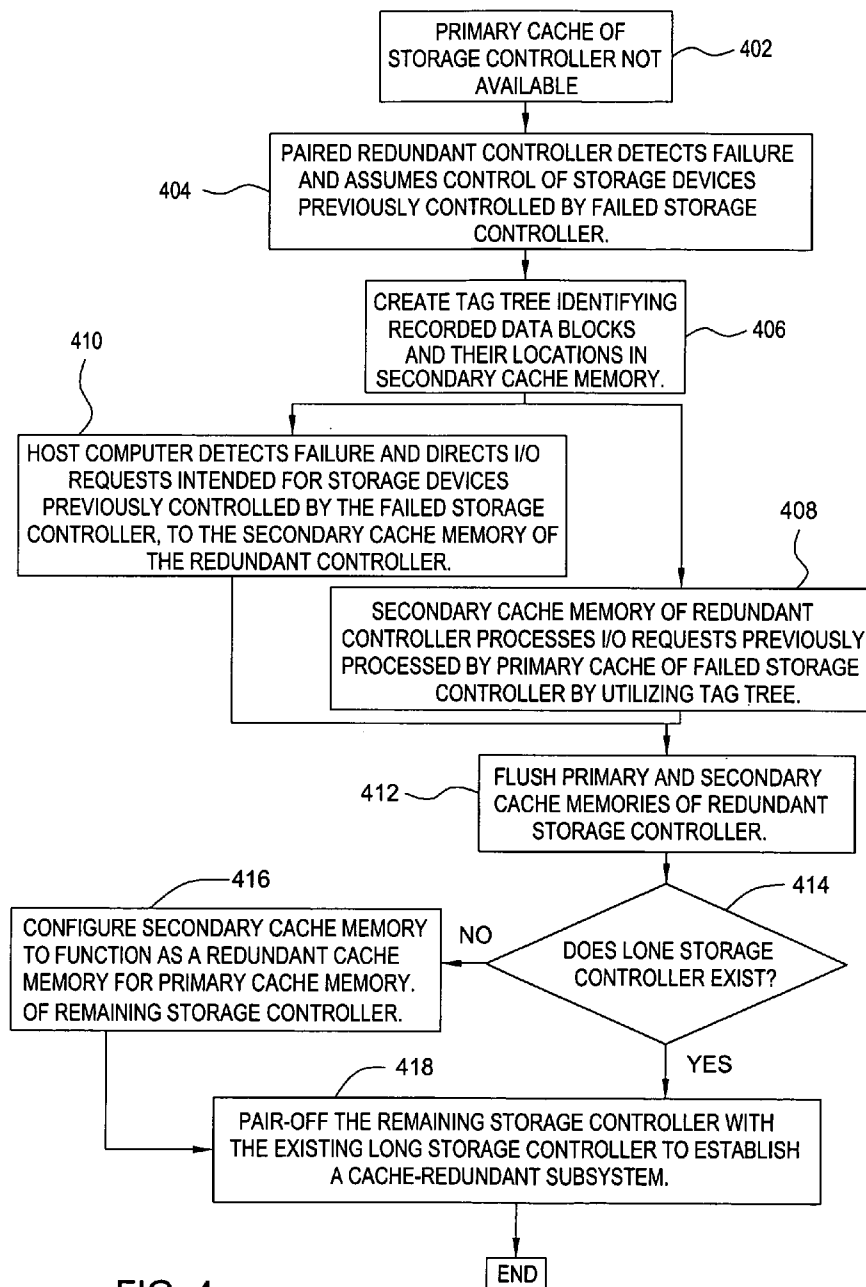 PRIMARY CACHE OF
STORAGE CONTROLLER NOT
AVAILABLE
402
PAIRED REDUNDANT CONTROLLER DETECTS FAILURE
AND ASSUMES CONTROL OF STORAGE DEVICES
PREVIOUSLY CONTROLLED BY FAILED STORAGE
CONTROLLER.
404
CREATE TAG TREE IDENTIFYING
RECORDED DATA BLOCKS
AND THEIR LOCATIONS IN
SECONDARY CACHE MEMORY.
406
410
HOST COMPUTER DETECTS FAILURE AND DIRECTS I/O
REQUESTS INTENDED FOR STORAGE DEVICES
PREVIOUSLY CONTROLLED BY THE FAILED STORAGE
CONTROLLER, TO THE SECONDARY CACHE MEMORY OF
THE REDUNDANT CONTROLLER.
408
SECONDARY CACHE MEMORY OF REDUNDANT
CONTROLLER PROCESSES I/O REQUESTS PREVIOUSLY
PROCESSED BY PRIMARY CACHE OF FAILED STORAGE
CONTROLLER BY UTILIZING TAG TREE.
412
FLUSH PRIMARY AND SECONDARY
CACHE MEMORIES OF REDUNDANT
STORAGE CONTROLLER.
414
DOES LONE STORAGE
CONTROLLER EXIST?
NO
YES
416
CONFIGURE SECONDARY CACHE MEMORY
TO FUNCTION AS A REDUNDANT CACHE
MEMORY FOR PRIMARY CACHE MEMORY.
OF REMAINING STORAGE CONTROLLER.
418
PAIR-OFF THE REMAINING STORAGE CONTROLLER WITH
THE EXISTING LONG STORAGE CONTROLLER TO ESTABLISH
A CACHE-REDUNDANT SUBSYSTEM.
END
FIG. 4